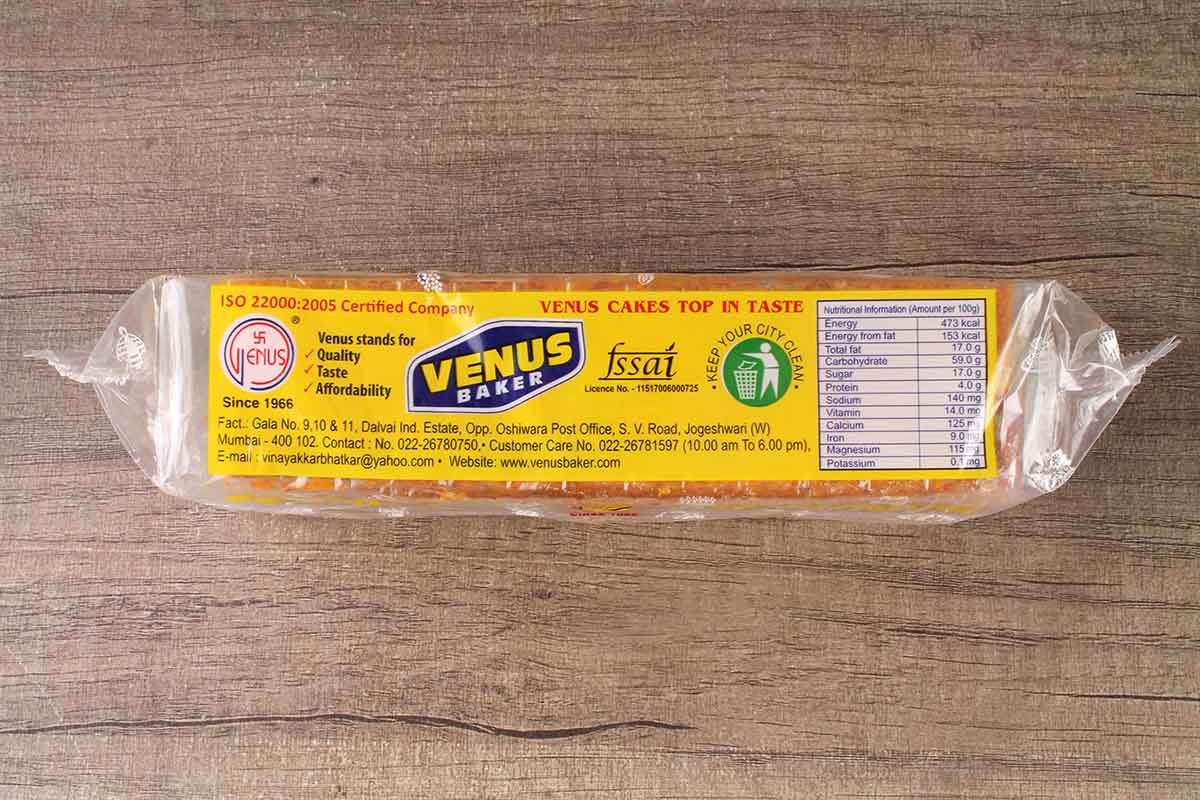 ISO 22000:2005 Certified Company
VENUS CAKES TOP IN TASTE
卐
VENUS
®
Since 1966
Venus stands for
✓ Quality
✓ Taste
✓ Affordability
VENUS
BAKER
fssai
Licence No. - 11517006000725
• KEEP YOUR CITY CLEAN •
Fact.: Gala No. 9,10 & 11, Dalvai Ind. Estate, Opp. Oshiwara Post Office, S. V. Road, Jogeshwari (W)
Mumbai - 400 102. Contact : No. 022-26780750,• Customer Care No. 022-26781597 (10.00 am To 6.00 pm),
E-mail : vinayakkarbhatkar@yahoo.com • Website: www.venusbaker.com
Nutritional Information (Amount per 100g)
Energy 473 kcal
Energy from fat 153 kcal
Total fat 17.0 g
Carbohydrate 59.0 g
Sugar 17.0 g
Protein 4.0 g
Sodium 140 mg
Vitamin 14.0 mg
Calcium 125 mg
Iron 9.0 mg
Magnesium 115 mg
Potassium 0.1 mg